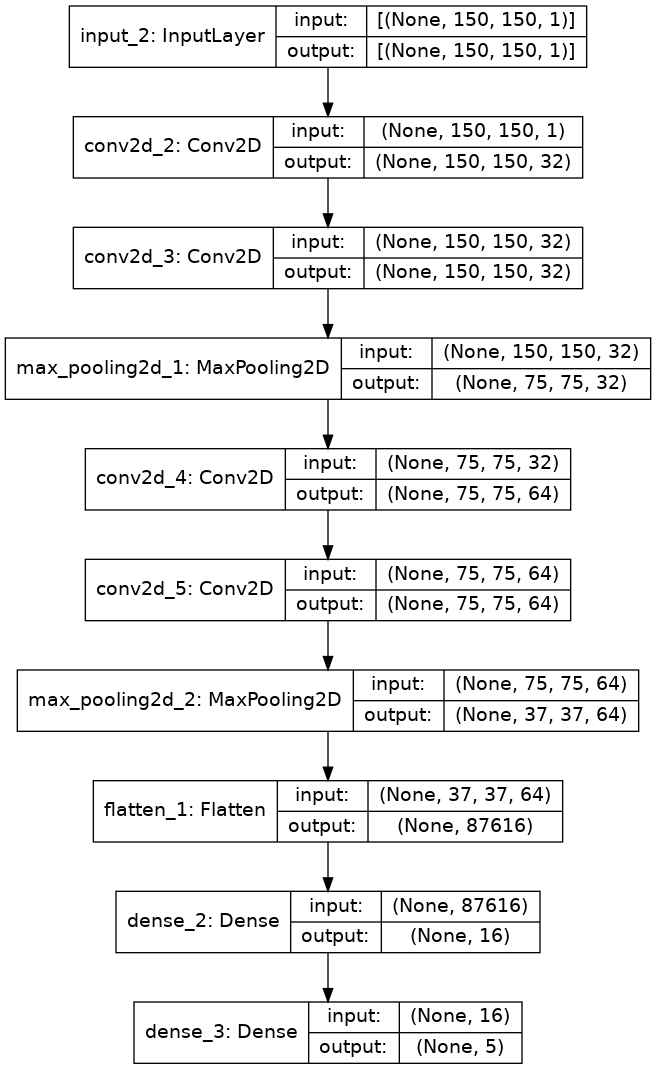 input_2: InputLayer
input:
[(None, 150, 150, 1)]
output:
[(None, 150, 150, 1)]
conv2d_2: Conv2D
input:
(None, 150, 150, 1)
output:
(None, 150, 150, 32)
conv2d_3: Conv2D
input:
(None, 150, 150, 32)
output:
(None, 150, 150, 32)
max_pooling2d_1: MaxPooling2D
input:
(None, 150, 150, 32)
output:
(None, 75, 75, 32)
conv2d_4: Conv2D
input:
(None, 75, 75, 32)
output:
(None, 75, 75, 64)
conv2d_5: Conv2D
input:
(None, 75, 75, 64)
output:
(None, 75, 75, 64)
max_pooling2d_2: MaxPooling2D
input:
(None, 75, 75, 64)
output:
(None, 37, 37, 64)
flatten_1: Flatten
input:
(None, 37, 37, 64)
output:
(None, 87616)
dense_2: Dense
input:
(None, 87616)
output:
(None, 16)
dense_3: Dense
input:
(None, 16)
output:
(None, 5)